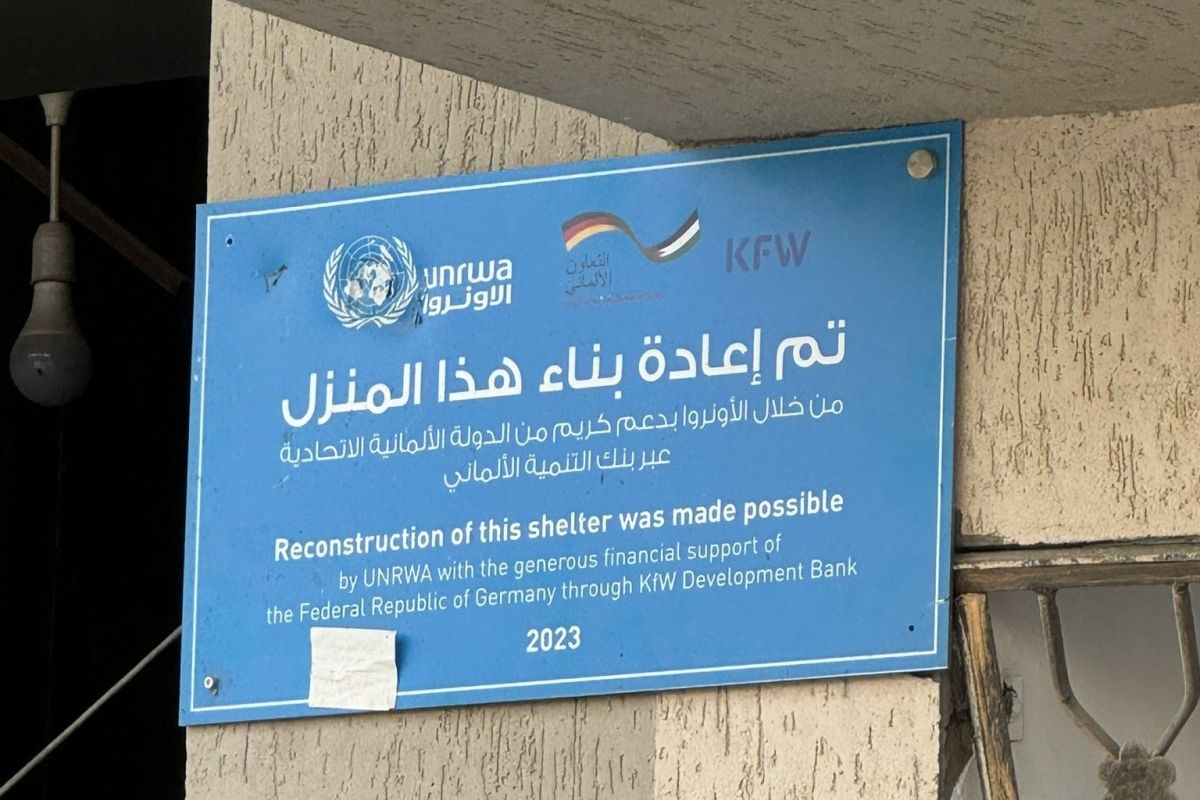 unrwa
الاونروا
التعاون
الألماني
KFW
تم إعادة بناء هذا المنزل
من خلال الأونروا بدعم كريم من الدولة الألمانية الاتحادية
عبر بنك التنمية الألماني
Reconstruction of this shelter was made possible
by UNRWA with the generous financial support of
the Federal Republic of Germany through KfW Development Bank
2023